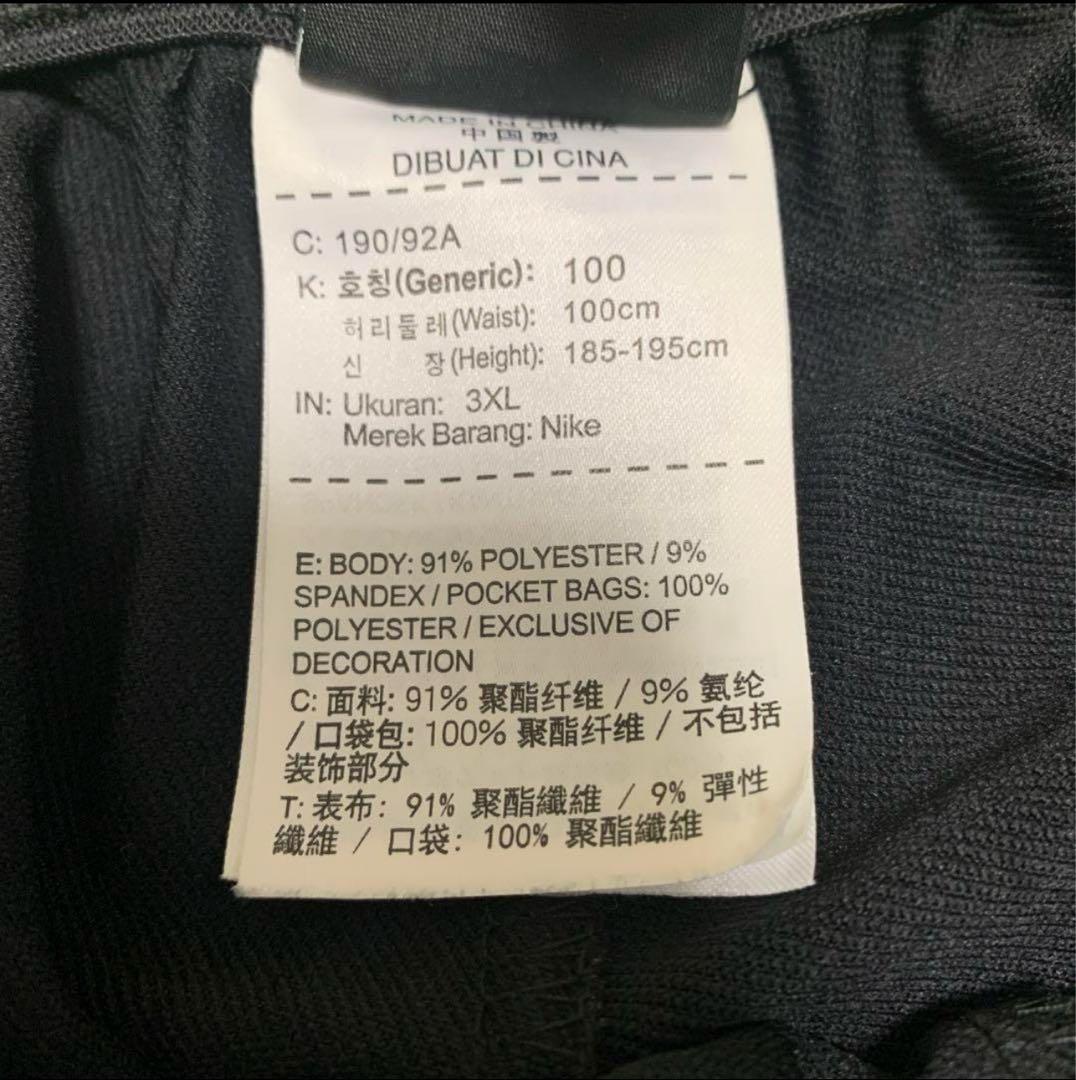 MADE IN CHINA
中国製
DIBUAT DI CINA
C: 190/92A
K: 호칭(Generic): 100
허리둘레(Waist): 100cm
신 장(Height): 185-195cm
IN: Ukuran: 3XL
Merek Barang: Nike
E: BODY: 91% POLYESTER / 9%
SPANDEX / POCKET BAGS: 100%
POLYESTER / EXCLUSIVE OF
DECORATION
C: 面料: 91% 聚酯纤维 / 9% 氨纶
/ 口袋包: 100% 聚酯纤维 / 不包括
装饰部分
T: 表布: 91% 聚酯纖維 / 9% 彈性
纖維 / 口袋: 100% 聚酯纖維